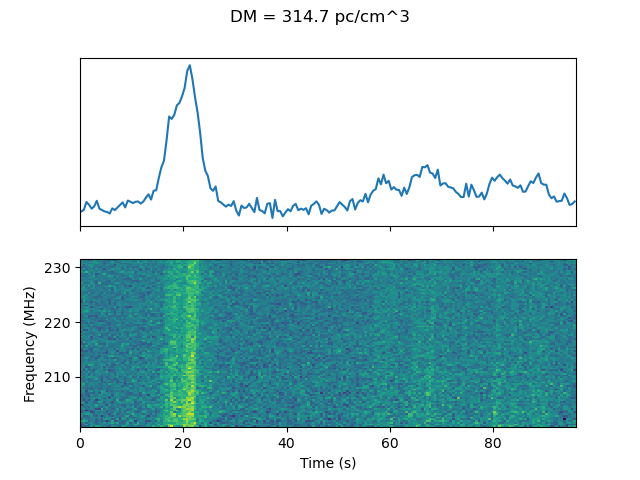 DM = 314.7 pc/cm^3
230
220
210
Frequency (MHz)
0 20 40 60 80
Time (s)